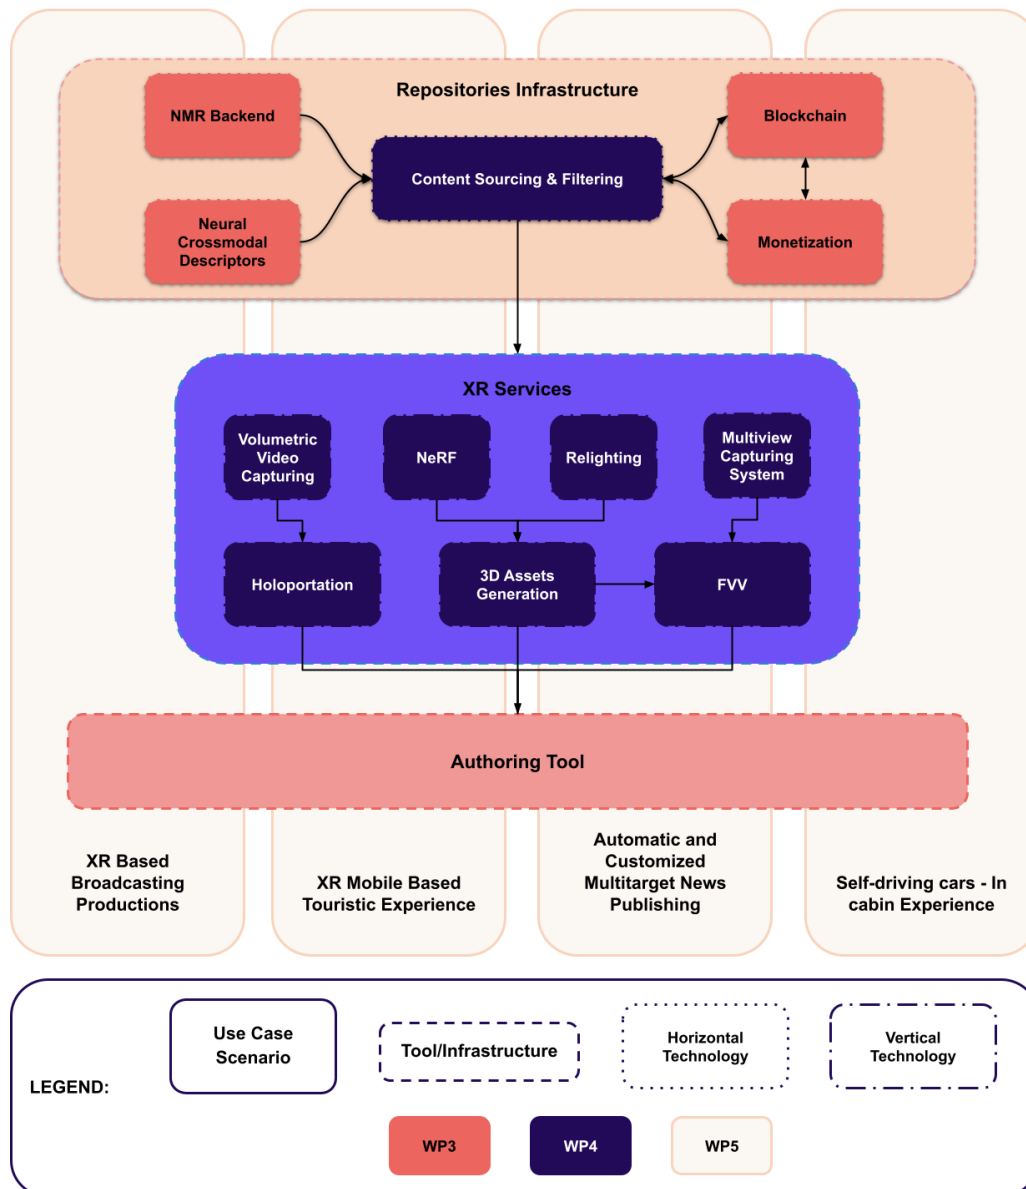 Repositories Infrastructure
NMR Backend
Blockchain
Content Sourcing & Filtering
Neural
Crossmodal
Descriptors
Monetization
XR Services
Volumetric
Video
Capturing
NeRF
Relighting
Multiview
Capturing
System
Holoportation
3D Assets
Generation
FVV
Authoring Tool
XR Based
Broadcasting
Productions
XR Mobile Based
Touristic Experience
Automatic and
Customized
Multitarget News
Publishing
Self-driving cars - In
cabin Experience
LEGEND:
Use Case
Scenario
Tool/Infrastructure
Horizontal
Technology
Vertical
Technology
WP3
WP4
WP5